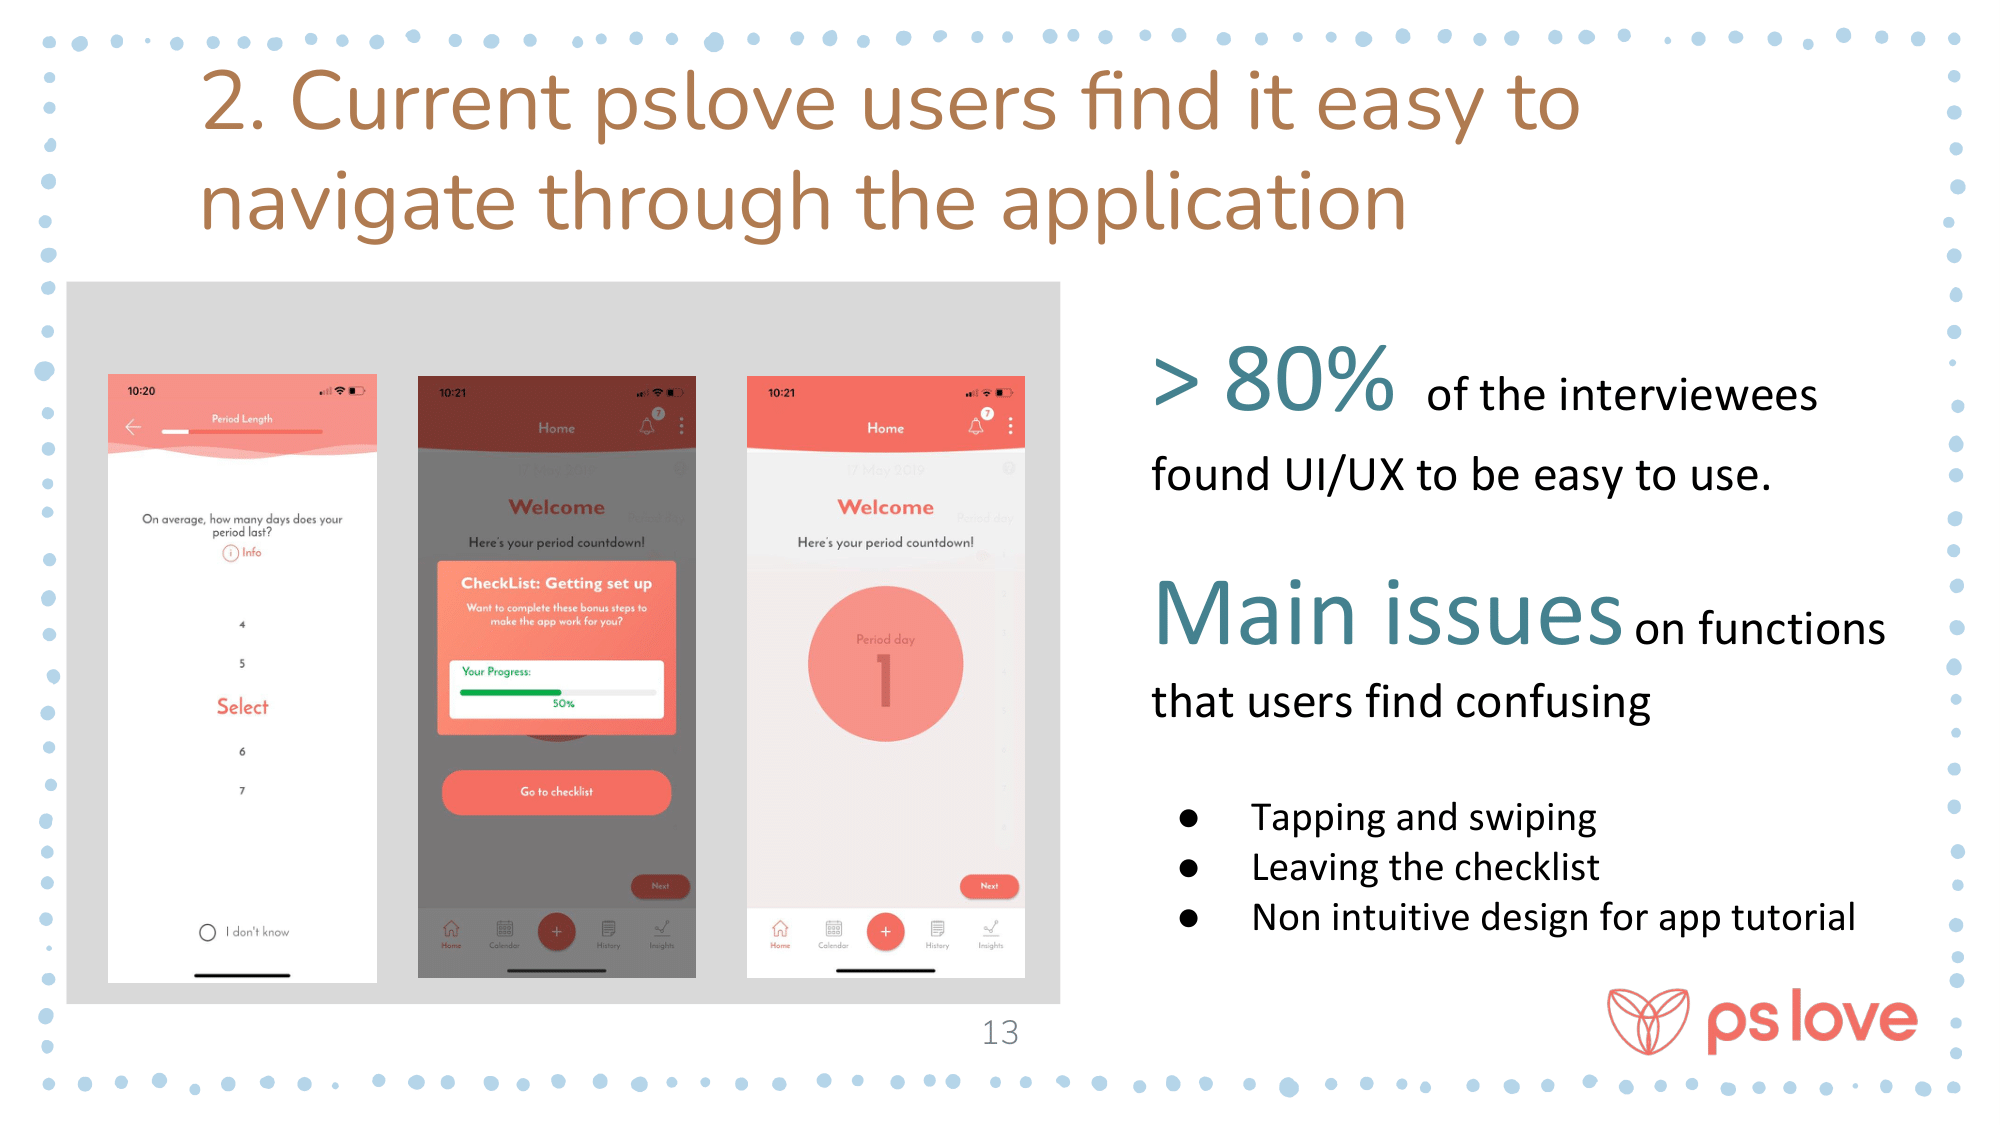 2. Current pslove users find it easy to
navigate through the application
10:20
Period Length
On average, how many days does your
period last?
i Info
4
5
Select
6
7
I don't know
10:21
7
Home
Welcome
Here's your period countdown!
CheckList: Getting set up
Want to complete these bonus steps to
make the app work for you?
Your Progress:
50%
Go to checklist
Next
Home
Calendar
+
History
Insights
10:21
7
Home
17 May 2019
Welcome
Period day
Here's your period countdown!
Period day
1
Next
Home
Calendar
+
History
Insights
> 80% of the interviewees
found UI/UX to be easy to use.
Main issues on functions
that users find confusing
● Tapping and swiping
● Leaving the checklist
● Non intuitive design for app tutorial
13
ps love